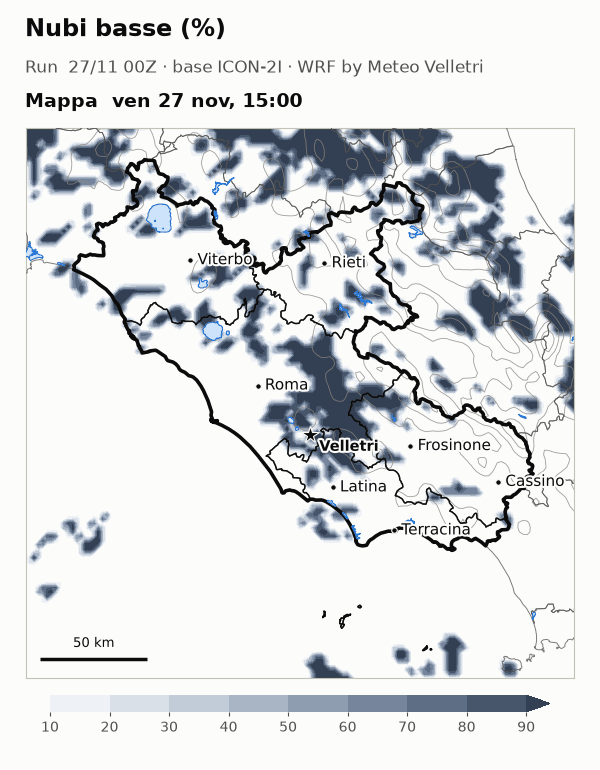 Nubi basse (%)
Run  27/11 00Z · base ICON-2I · WRF by Meteo Velletri
Mappa  ven 27 nov, 15:00
Viterbo
Rieti
Roma
Velletri
Frosinone
Latina
Cassino
Terracina
50 km
10 20 30 40 50 60 70 80 90